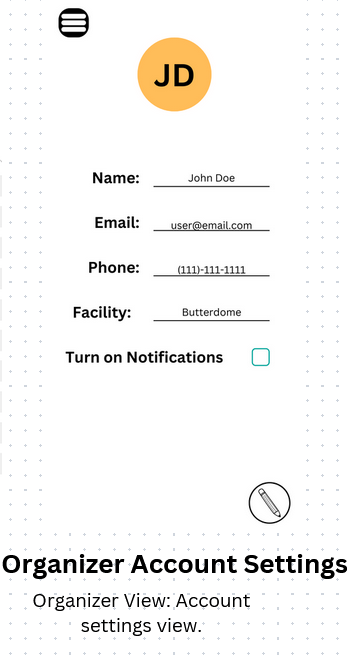 JD
Name: John Doe
Email: user@email.com
Phone: (111)-111-1111
Facility: Butterdome
Turn on Notifications
Organizer Account Settings
Organizer View: Account
settings view.